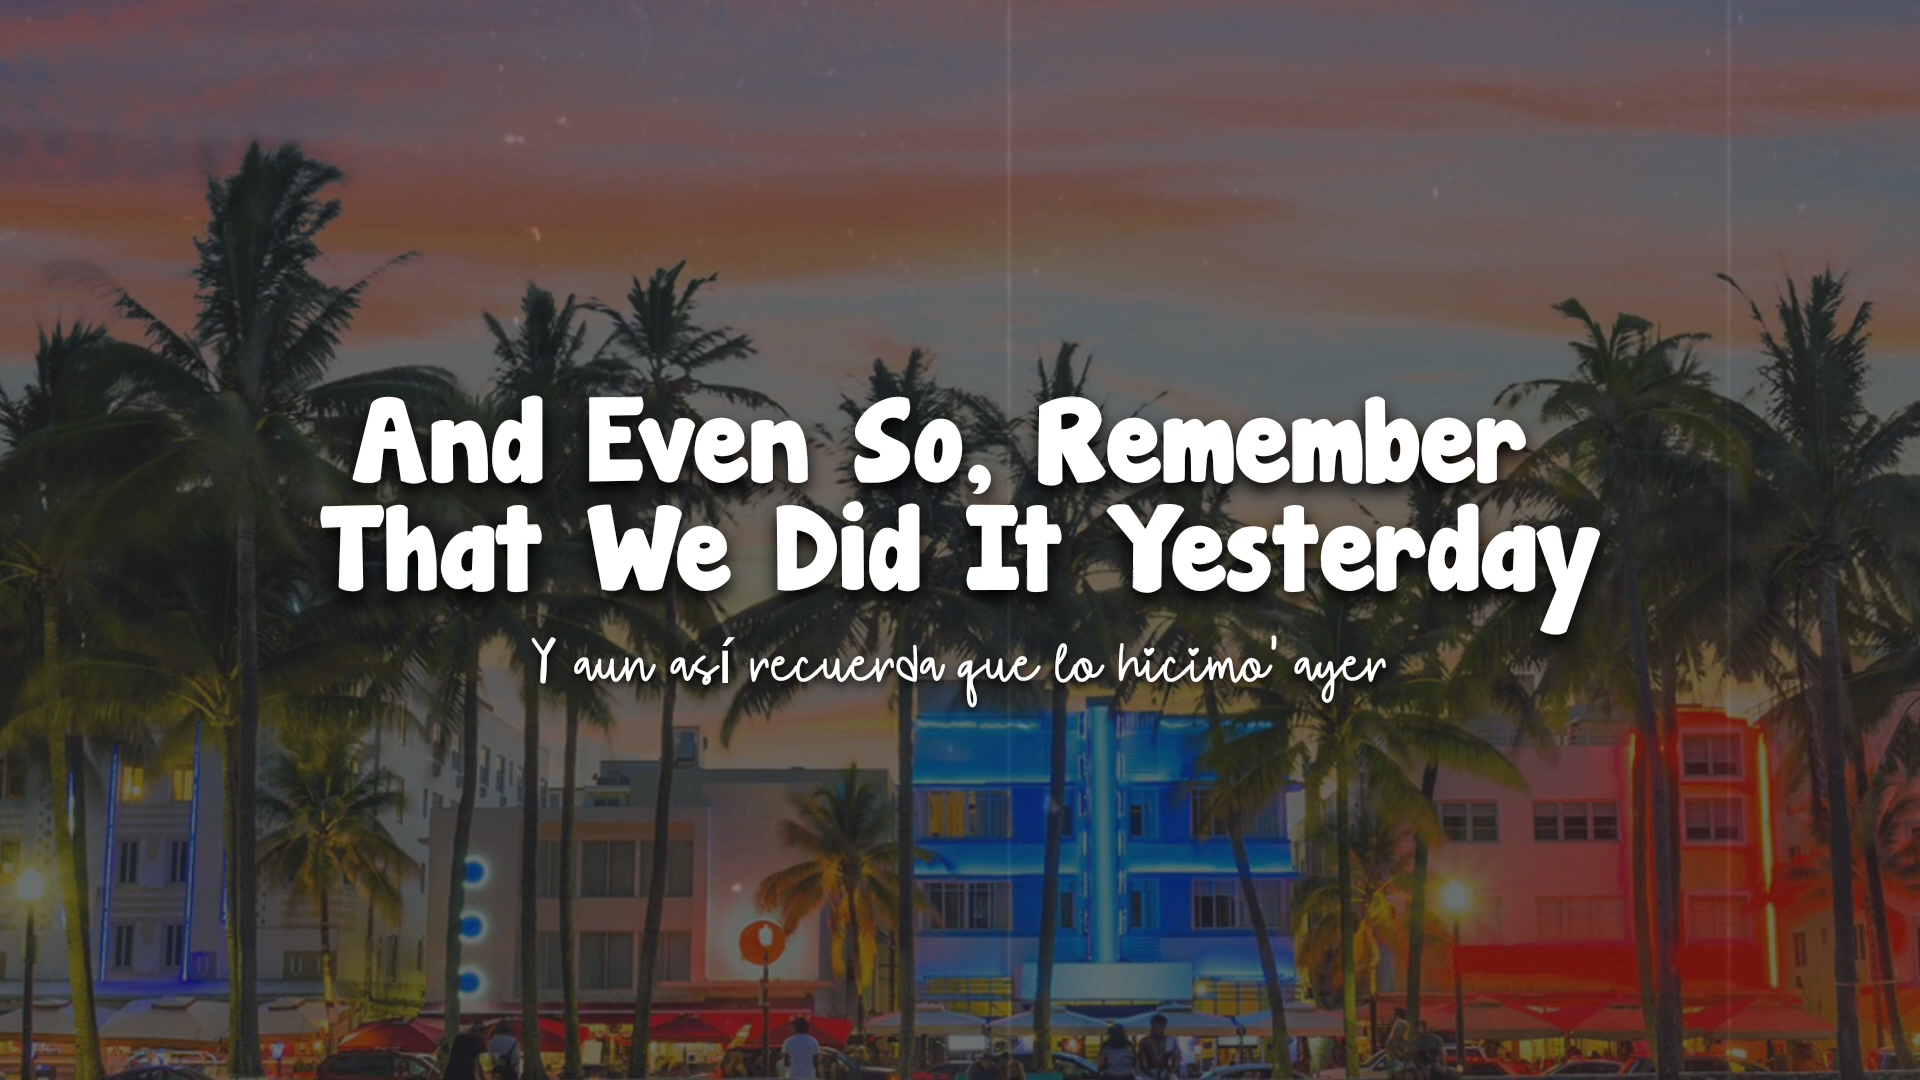 And Even So, Remember
That We Did It Yesterday
Y aun así recuerda que lo hicimo' ayer